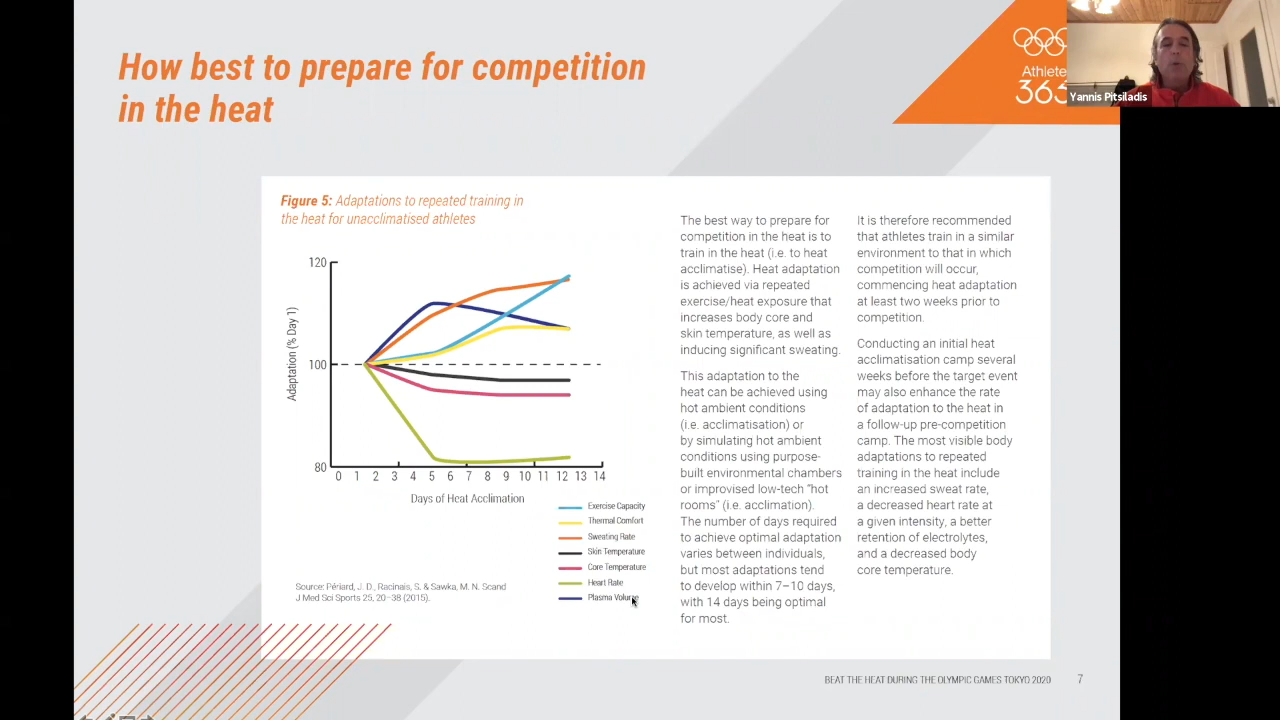 How best to prepare for competition
in the heat
Athlete
365
Yannis Pitsiladis
Figure 5: Adaptations to repeated training in
the heat for unacclimatised athletes
120
100
80
Adaptation (% Day 1)
0 1 2 3 4 5 6 7 8 9 10 11 12 13 14
Days of Heat Acclimation
Exercise Capacity
Thermal Comfort
Sweating Rate
Skin Temperature
Core Temperature
Heart Rate
Plasma Volume
Source: Périard, J. D., Racinais, S. & Sawka, M. N. Scand
J Med Sci Sports 25, 20–38 (2015).
The best way to prepare for
competition in the heat is to
train in the heat (i.e. to heat
acclimatise). Heat adaptation
is achieved via repeated
exercise/heat exposure that
increases body core and
skin temperature, as well as
inducing significant sweating.
This adaptation to the
heat can be achieved using
hot ambient conditions
(i.e. acclimatisation) or
by simulating hot ambient
conditions using purpose-
built environmental chambers
or improvised low-tech “hot
rooms” (i.e. acclimation).
The number of days required
to achieve optimal adaptation
varies between individuals,
but most adaptations tend
to develop within 7–10 days,
with 14 days being optimal
for most.
It is therefore recommended
that athletes train in a similar
environment to that in which
competition will occur,
commencing heat adaptation
at least two weeks prior to
competition.
Conducting an initial heat
acclimatisation camp several
weeks before the target event
may also enhance the rate
of adaptation to the heat in
a follow-up pre-competition
camp. The most visible body
adaptations to repeated
training in the heat include
an increased sweat rate,
a decreased heart rate at
a given intensity, a better
retention of electrolytes,
and a decreased body
core temperature.
BEAT THE HEAT DURING THE OLYMPIC GAMES TOKYO 2020 7